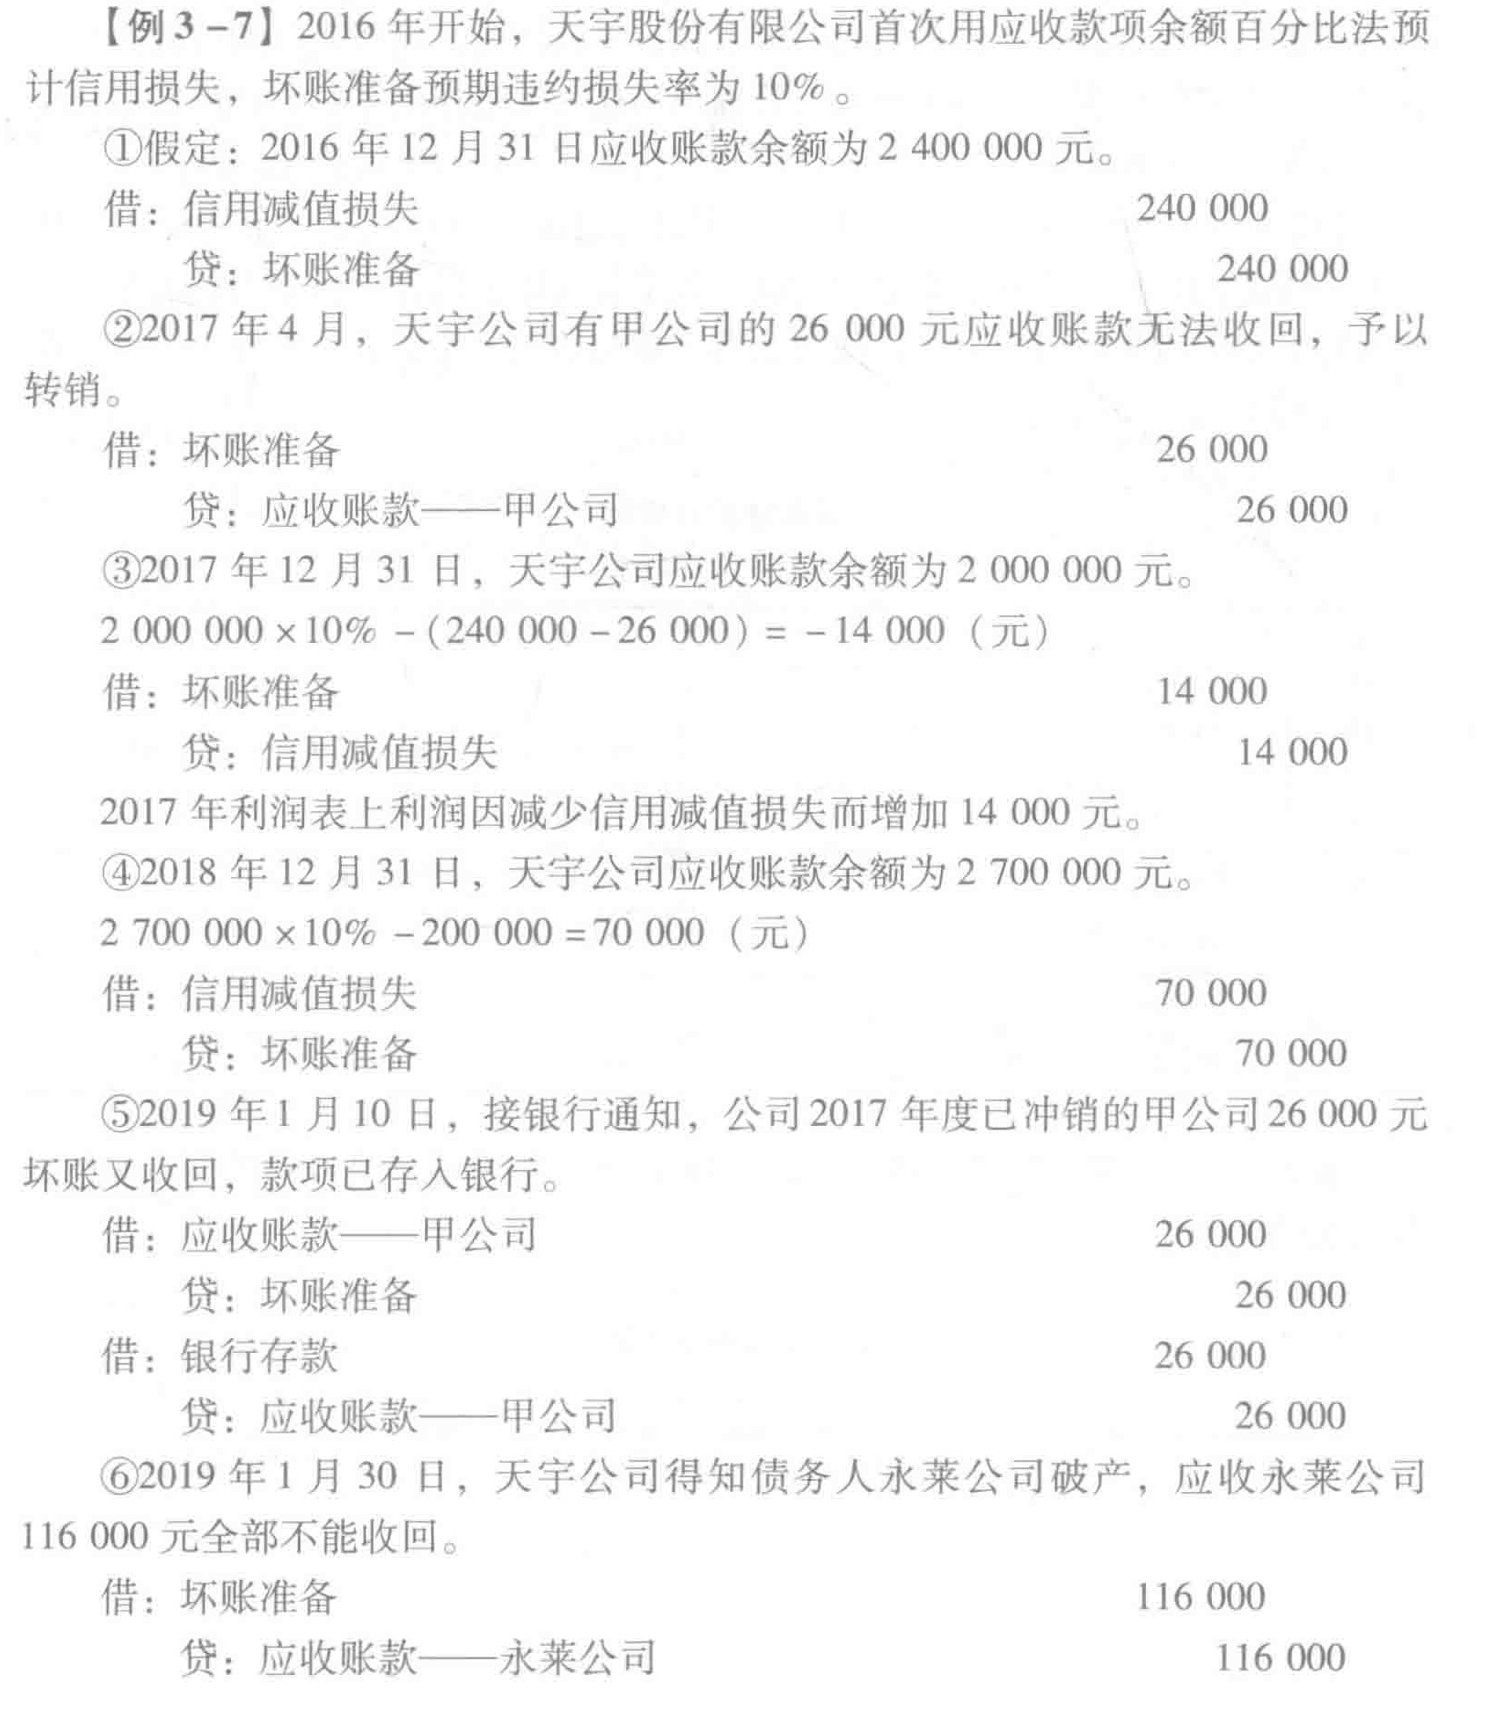 【例3-7】2016年开始，天宇股份有限公司首次用应收款项余额百分比法预
计信用损失，坏账准备预期违约损失率为10%。
①假定：2016年12月31日应收账款余额为2 400 000元。
借：信用减值损失 240 000
贷：坏账准备 240 000
②2017年4月，天宇公司有甲公司的26 000元应收账款无法收回，予以
转销。
借：坏账准备 26 000
贷：应收账款——甲公司 26 000
③2017年12月31日，天宇公司应收账款余额为2 000 000元。
2 000 000×10%-(240 000-26 000)=-14 000（元）
借：坏账准备 14 000
贷：信用减值损失 14 000
2017年利润表上利润因减少信用减值损失而增加14 000元。
④2018年12月31日，天宇公司应收账款余额为2 700 000元。
2 700 000×10%-200 000=70 000（元）
借：信用减值损失 70 000
贷：坏账准备 70 000
⑤2019年1月10日，接银行通知，公司2017年度已冲销的甲公司26 000元
坏账又收回，款项已存入银行。
借：应收账款——甲公司 26 000
贷：坏账准备 26 000
借：银行存款 26 000
贷：应收账款——甲公司 26 000
⑥2019年1月30日，天宇公司得知债务人永莱公司破产，应收永莱公司
116 000元全部不能收回。
借：坏账准备 116 000
贷：应收账款——永莱公司 116 000